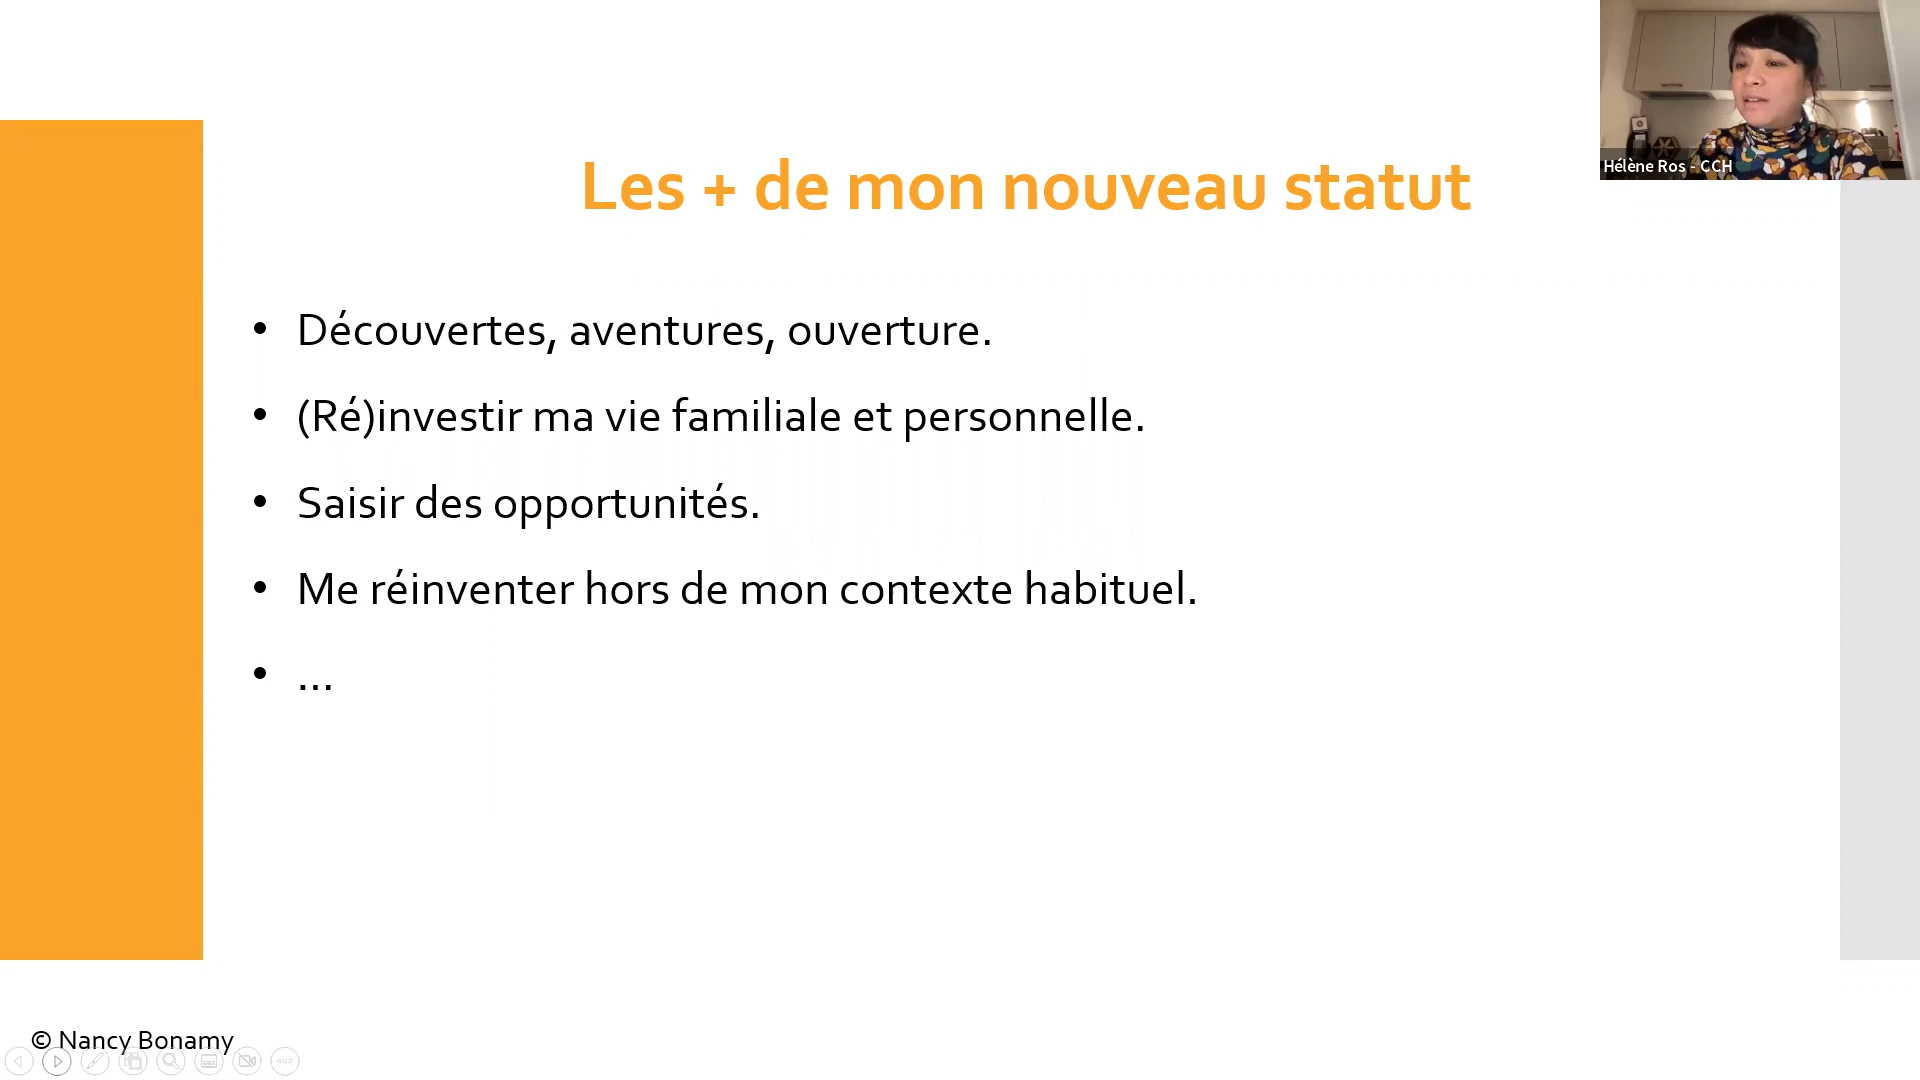 Hélène Ros - CCH
Les + de mon nouveau statut
• Découvertes, aventures, ouverture.
• (Ré)investir ma vie familiale et personnelle.
• Saisir des opportunités.
• Me réinventer hors de mon contexte habituel.
• ...
© Nancy Bonamy